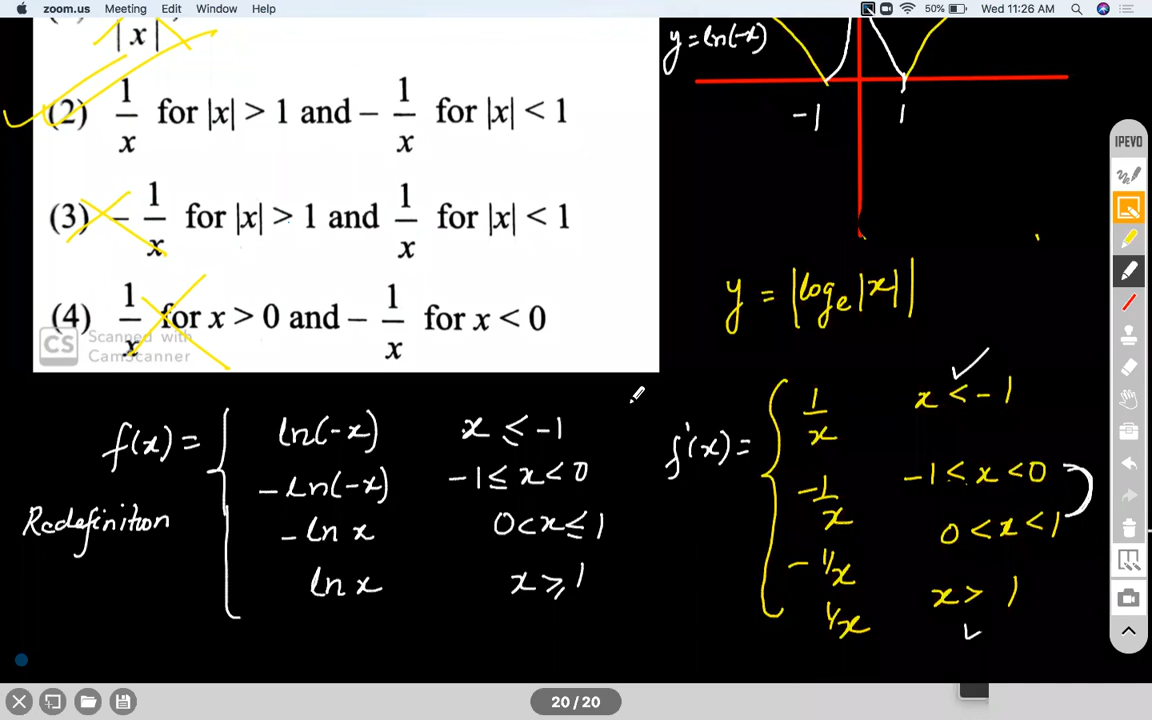 zoom.us Meeting Edit Window Help 50% Wed 11:26 AM
|x|
(2) 1/x for |x| > 1 and – 1/x for |x| < 1
(3) – 1/x for |x| > 1 and 1/x for |x| < 1
(4) 1/x for x > 0 and – 1/x for x < 0
CS Scanned with
CamScanner
y = ln(-x)
-1 1
y = |logₑ|x||
f(x) = ln(-x) x ≤ -1
-ln(-x) -1 ≤ x < 0
Redefinition
-ln x 0 < x ≤ 1
ln x x ≥ 1
f'(x) = 1/x x < -1
-1/x -1 < x < 0
-1/x 0 < x < 1
1/x x > 1
IPEVO
20 / 20